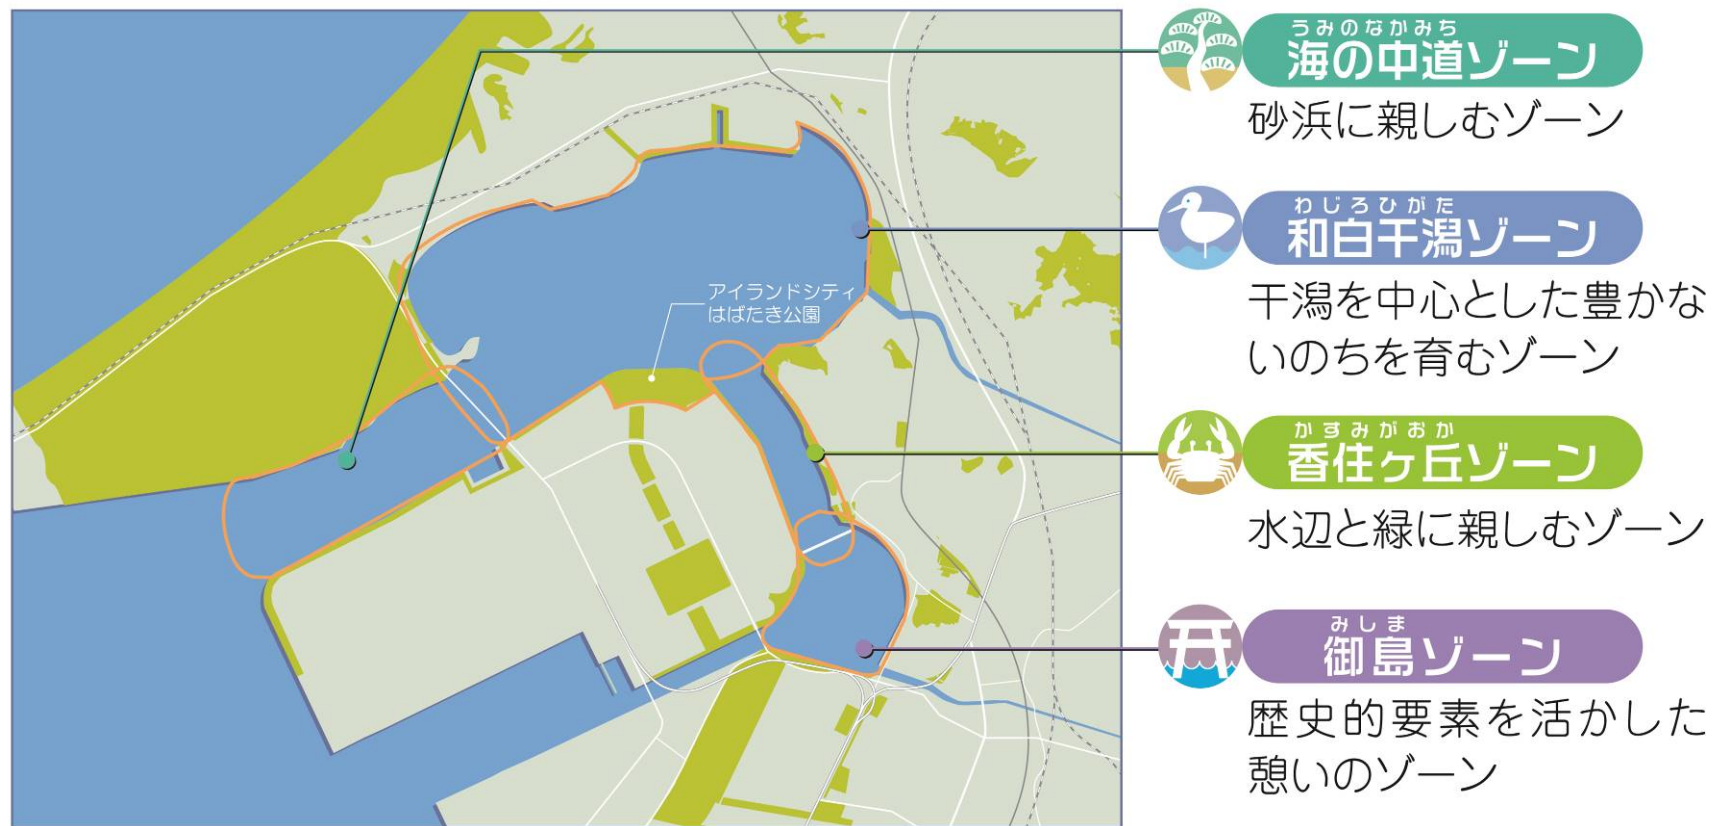 アイランドシティ
はばたき公園
うみのなかみち
海の中道ゾーン
砂浜に親しむゾーン
わじろひがた
和白干潟ゾーン
干潟を中心とした豊かな
いのちを育むゾーン
かすみがおか
香住ヶ丘ゾーン
水辺と緑に親しむゾーン
みしま
御島ゾーン
歴史的要素を活かした
憩いのゾーン